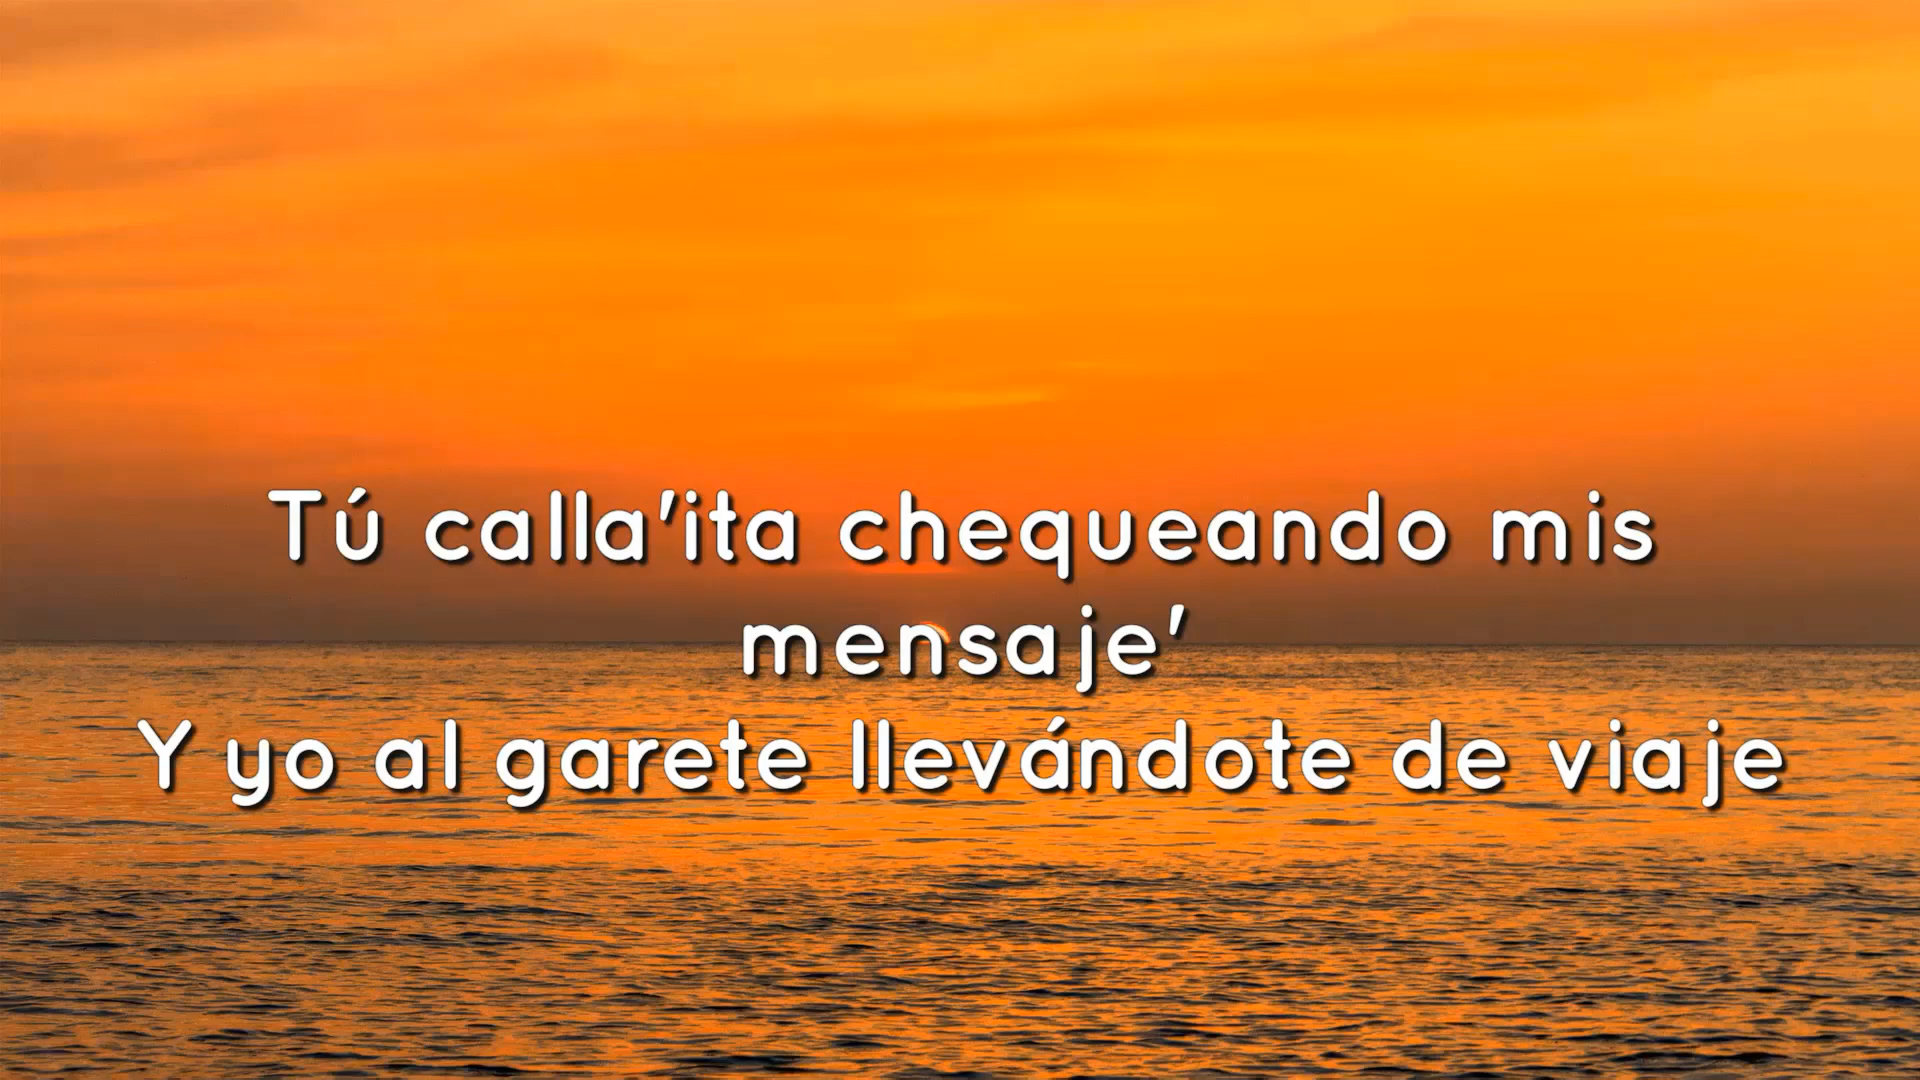 Tú calla'ita chequeando mis
mensaje'
Y yo al garete llevándote de viaje